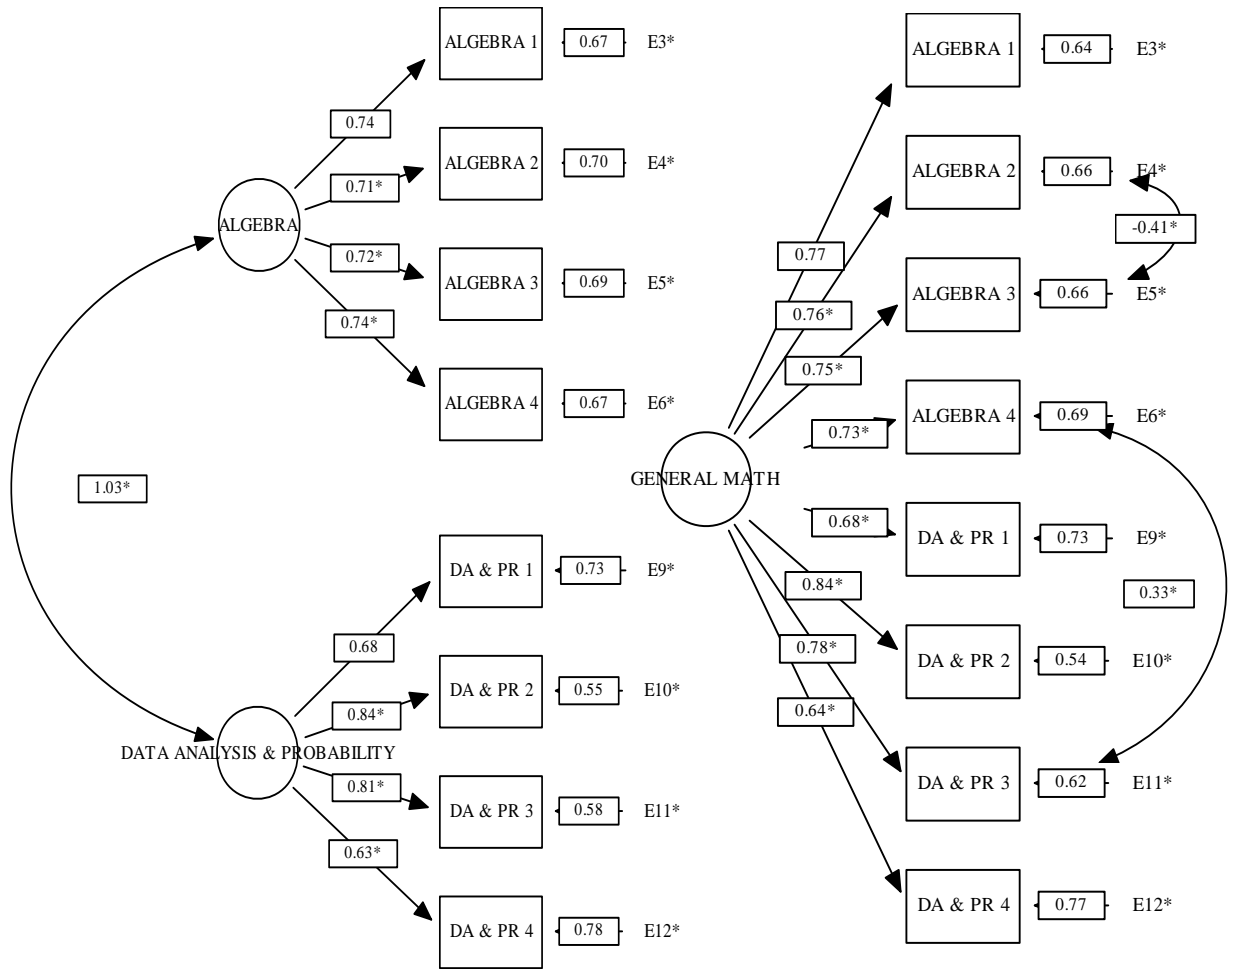 ALGEBRA 1
0.67
E3*
0.74
ALGEBRA 2
0.70
E4*
0.71*
ALGEBRA
0.72*
ALGEBRA 3
0.69
E5*
0.74*
ALGEBRA 4
0.67
E6*
1.03*
DA & PR 1
0.73
E9*
0.68
DA & PR 2
0.55
E10*
0.84*
DATA ANALYSIS & PROBABILITY
0.81*
DA & PR 3
0.58
E11*
0.63*
DA & PR 4
0.78
E12*
ALGEBRA 1
0.64
E3*
ALGEBRA 2
0.66
E4*
-0.41*
0.77
ALGEBRA 3
0.66
E5*
0.76*
0.75*
ALGEBRA 4
0.69
E6*
0.73*
GENERAL MATH
0.68*
DA & PR 1
0.73
E9*
0.33*
0.84*
DA & PR 2
0.54
E10*
0.78*
0.64*
DA & PR 3
0.62
E11*
DA & PR 4
0.77
E12*